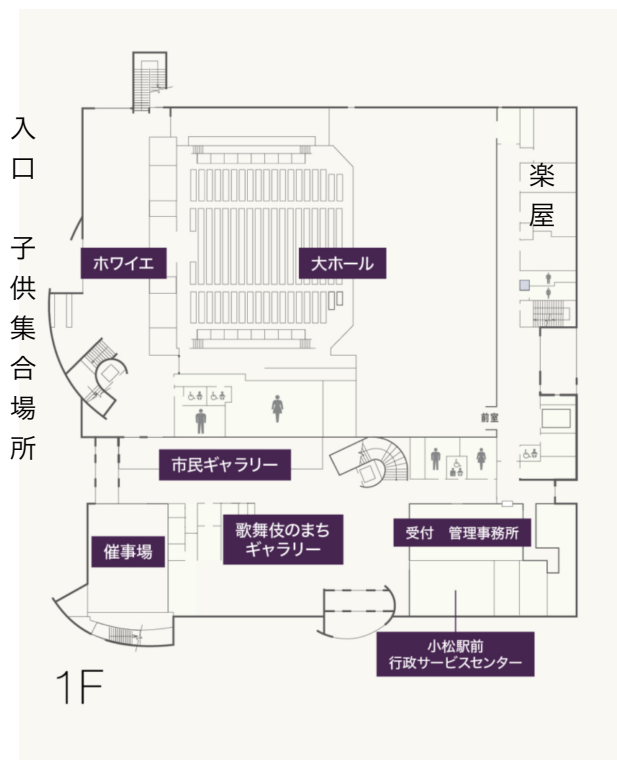 入口 子供集合場所
楽屋
ホワイエ
大ホール
前室
市民ギャラリー
催事場
歌舞伎のまち
ギャラリー
受付 管理事務所
小松駅前
行政サービスセンター
1F